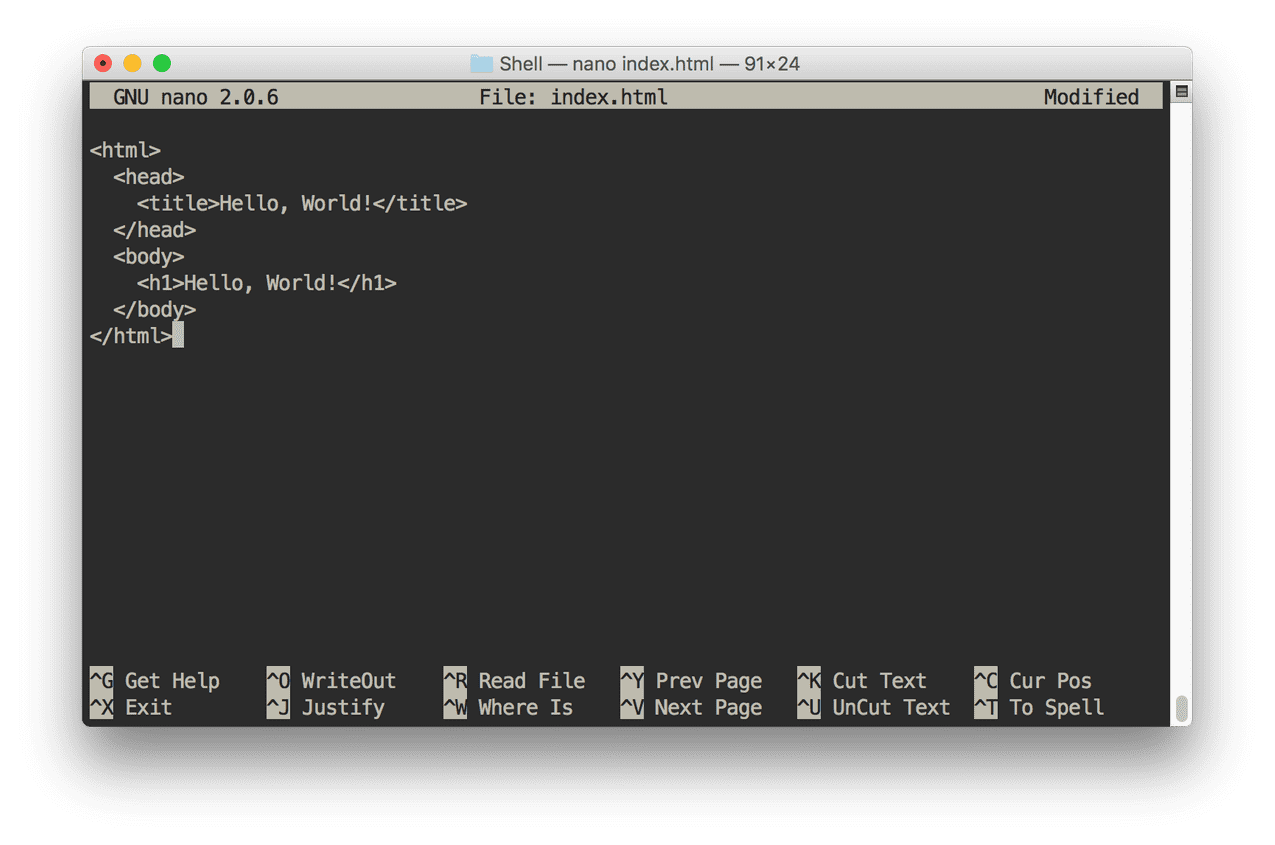 Shell — nano index.html — 91×24
GNU nano 2.0.6 File: index.html Modified
<html>
  <head>
    <title>Hello, World!</title>
  </head>
  <body>
    <h1>Hello, World!</h1>
  </body>
</html>
^G Get Help ^O WriteOut ^R Read File ^Y Prev Page ^K Cut Text ^C Cur Pos
^X Exit ^J Justify ^W Where Is ^V Next Page ^U UnCut Text ^T To Spell